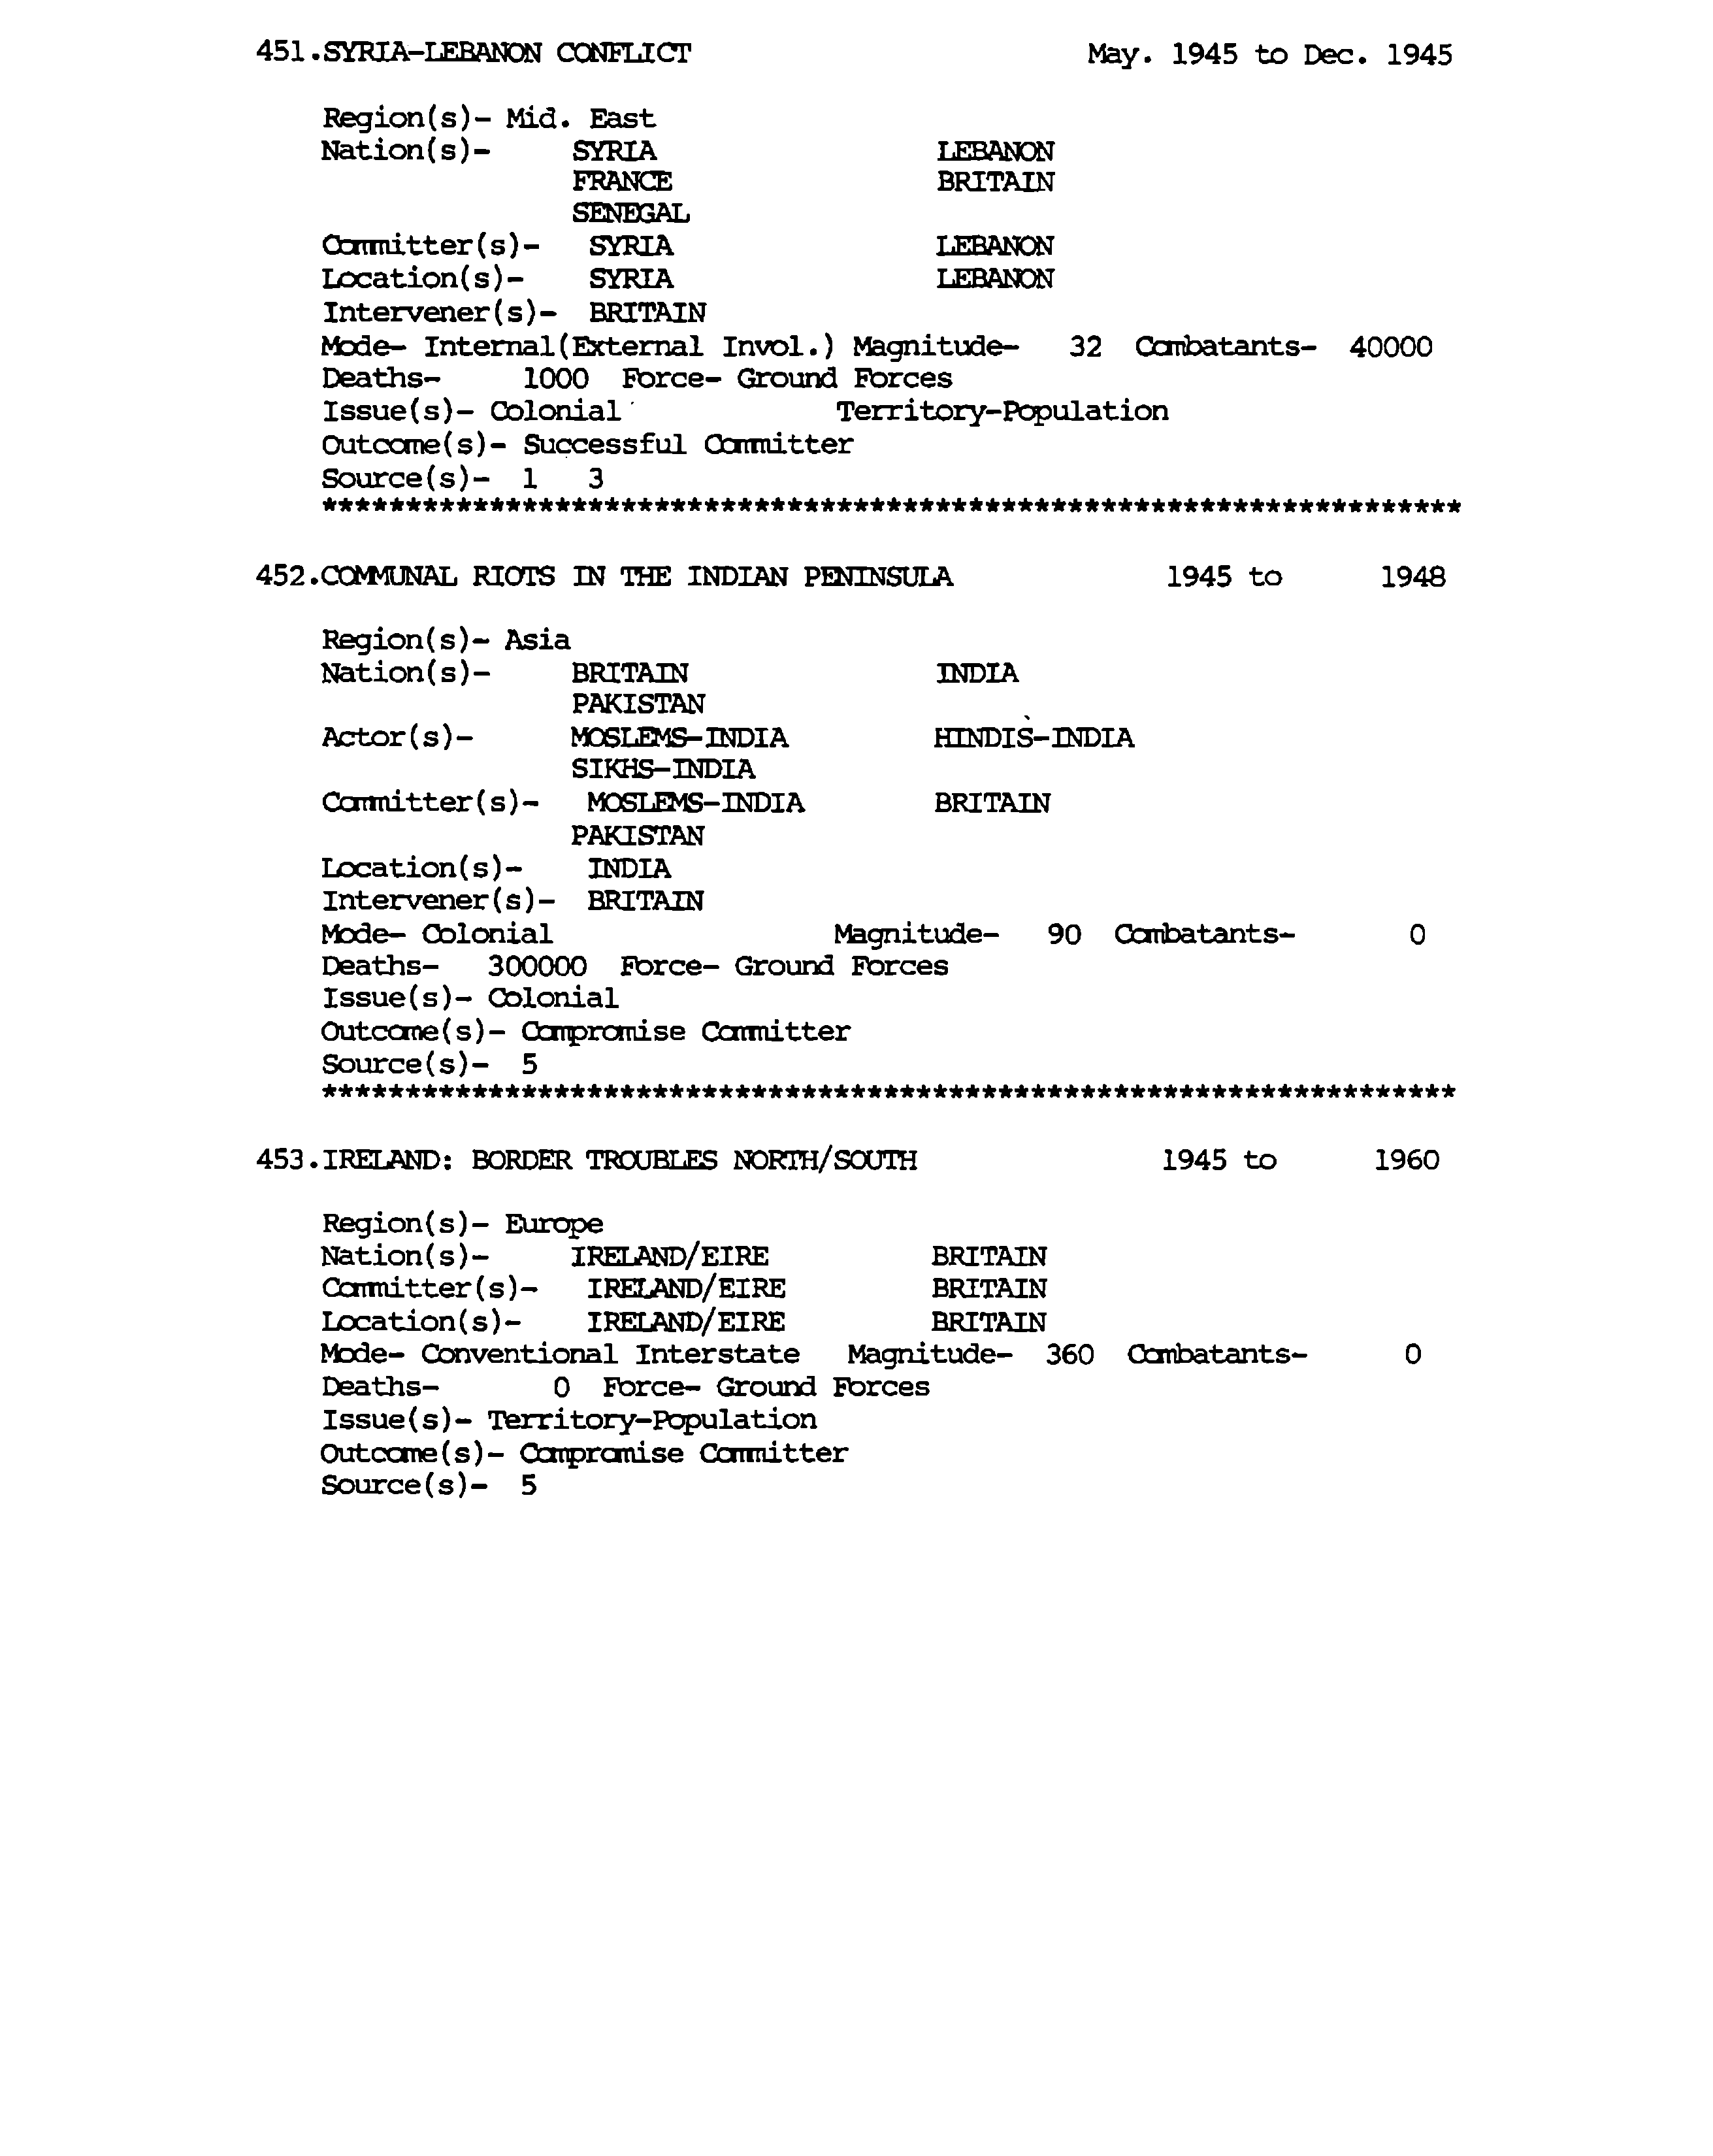 451.SYRIA-LEBANON CONFLICT May. 1945 to Dec. 1945
Region(s)- Mid. East
Nation(s)- SYRIA LEBANON
FRANCE BRITAIN
SENEGAL
Committer(s)- SYRIA LEBANON
Location(s)- SYRIA LEBANON
Intervener(s)- BRITAIN
Mode- Internal(External Invol.) Magnitude- 32 Combatants- 40000
Deaths- 1000 Force- Ground Forces
Issue(s)- Colonial Territory-Population
Outcome(s)- Successful Committer
Source(s)- 1 3
*********************************************************************
452.COMMUNAL RIOTS IN THE INDIAN PENINSULA 1945 to 1948
Region(s)- Asia
Nation(s)- BRITAIN INDIA
PAKISTAN
Actor(s)- MOSLEMS-INDIA HINDIS-INDIA
SIKHS-INDIA
Committer(s)- MOSLEMS-INDIA BRITAIN
PAKISTAN
Location(s)- INDIA
Intervener(s)- BRITAIN
Mode- Colonial Magnitude- 90 Combatants- 0
Deaths- 300000 Force- Ground Forces
Issue(s)- Colonial
Outcome(s)- Compromise Committer
Source(s)- 5
*********************************************************************
453.IRELAND: BORDER TROUBLES NORTH/SOUTH 1945 to 1960
Region(s)- Europe
Nation(s)- IRELAND/EIRE BRITAIN
Committer(s)- IRELAND/EIRE BRITAIN
Location(s)- IRELAND/EIRE BRITAIN
Mode- Conventional Interstate Magnitude- 360 Combatants- 0
Deaths- 0 Force- Ground Forces
Issue(s)- Territory-Population
Outcome(s)- Compromise Committer
Source(s)- 5